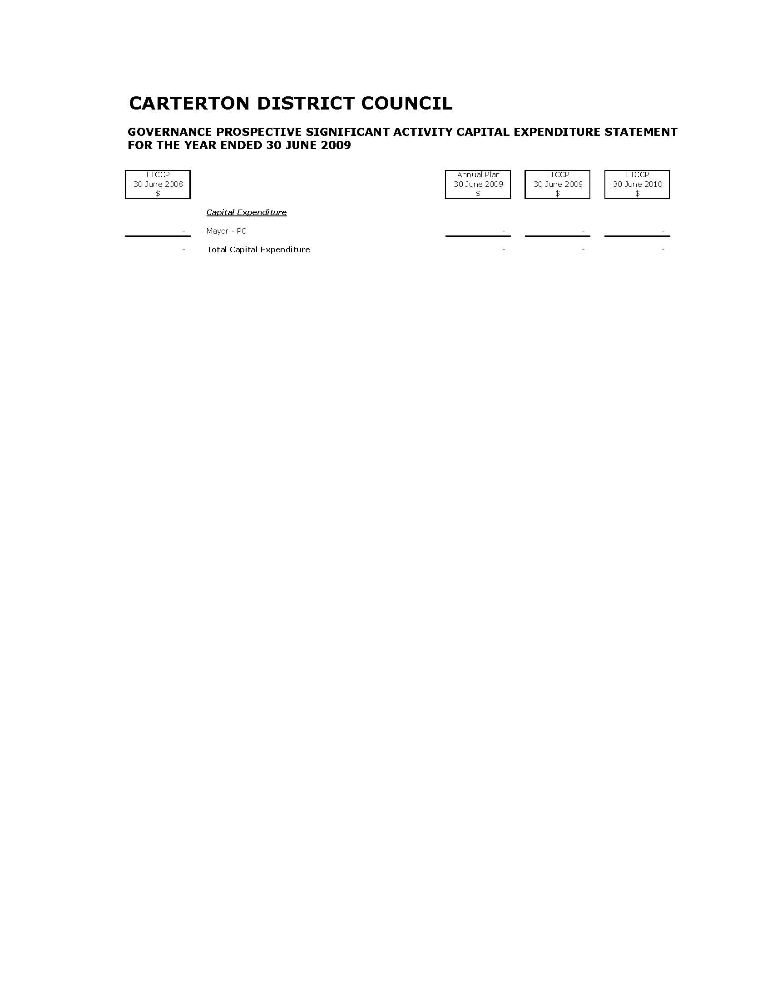 CARTERTON DISTRICT COUNCIL
GOVERNANCE PROSPECTIVE SIGNIFICANT ACTIVITY CAPITAL EXPENDITURE STATEMENT
FOR THE YEAR ENDED 30 JUNE 2009
LTCCP Annual Plan LTCCP LTCCP
30 June 2008 30 June 2009 30 June 2009 30 June 2010
$ $ $ $
Capital Expenditure
- Mayor - PC - - -
- Total Capital Expenditure - - -